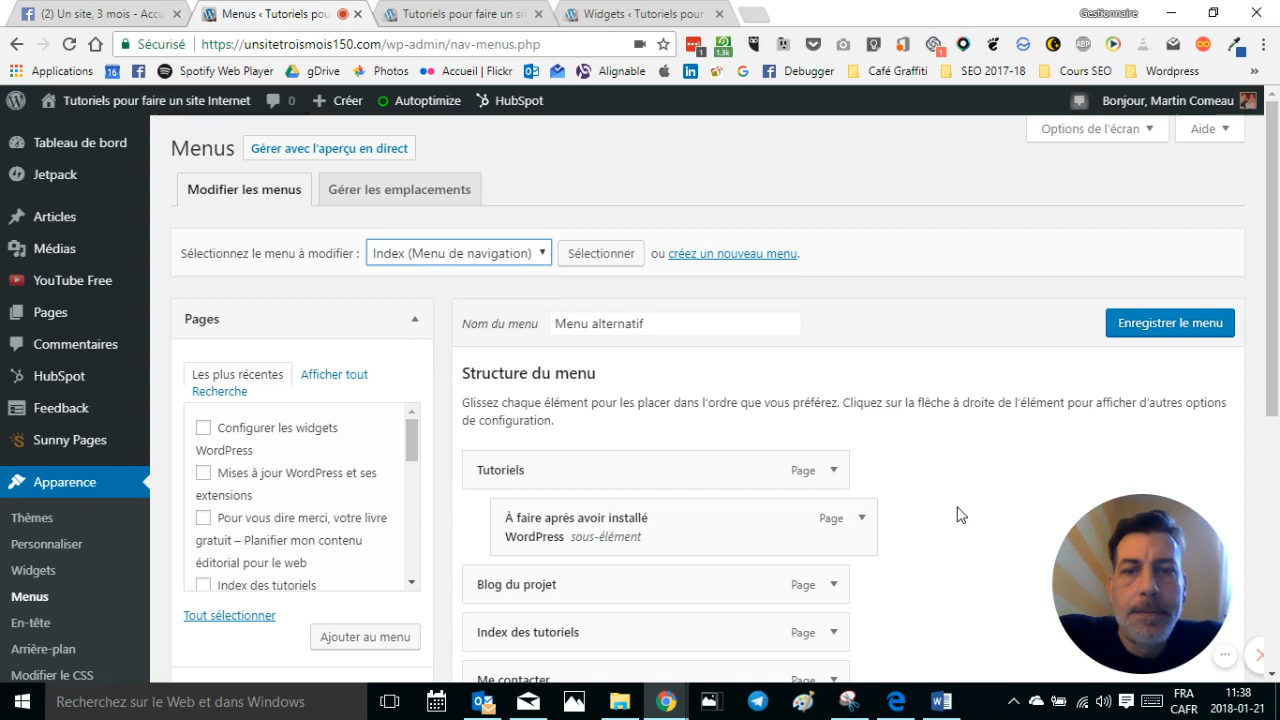 (2) Un site, 3 mois - Accu
Menus ‹ Tutoriels pou
Tutoriels pour faire un sit
Widgets ‹ Tutoriels pour
Gestionnaire
Sécurisé
https://unsitetroismois150.com/wp-admin/nav-menus.php
Applications
Spotify Web Player
gDrive
Photos
Accueil | Flickr
Alignable
Debugger
Café Graffiti
SEO 2017-18
Cours SEO
Wordpress
»
Tutoriels pour faire un site Internet
0
Créer
Autoptimize
HubSpot
Bonjour, Martin Comeau
Tableau de bord
Jetpack
Articles
Médias
YouTube Free
Pages
Commentaires
HubSpot
Feedback
Sunny Pages
Apparence
Thèmes
Personnaliser
Widgets
Menus
En-tête
Arrière-plan
Modifier le CSS
Options de l'écran
Aide
Menus
Gérer avec l'aperçu en direct
Modifier les menus
Gérer les emplacements
Sélectionnez le menu à modifier :
Index (Menu de navigation)
Sélectionner
ou créez un nouveau menu.
Pages
Les plus récentes
Afficher tout
Recherche
Configurer les widgets
WordPress
Mises à jour WordPress et ses
extensions
Pour vous dire merci, votre livre
gratuit – Planifier mon contenu
éditorial pour le web
Index des tutoriels
Tout sélectionner
Ajouter au menu
Nom du menu
Menu alternatif
Enregistrer le menu
Structure du menu
Glissez chaque élément pour les placer dans l'ordre que vous préférez. Cliquez sur la flèche à droite de l'élément pour afficher d'autres options
de configuration.
Tutoriels
Page
À faire après avoir installé
WordPress sous-élément
Page
Blog du projet
Page
Index des tutoriels
Page
Me contacter
Page
Recherchez sur le Web et dans Windows
FRA
CAFR
11:38
2018-01-21